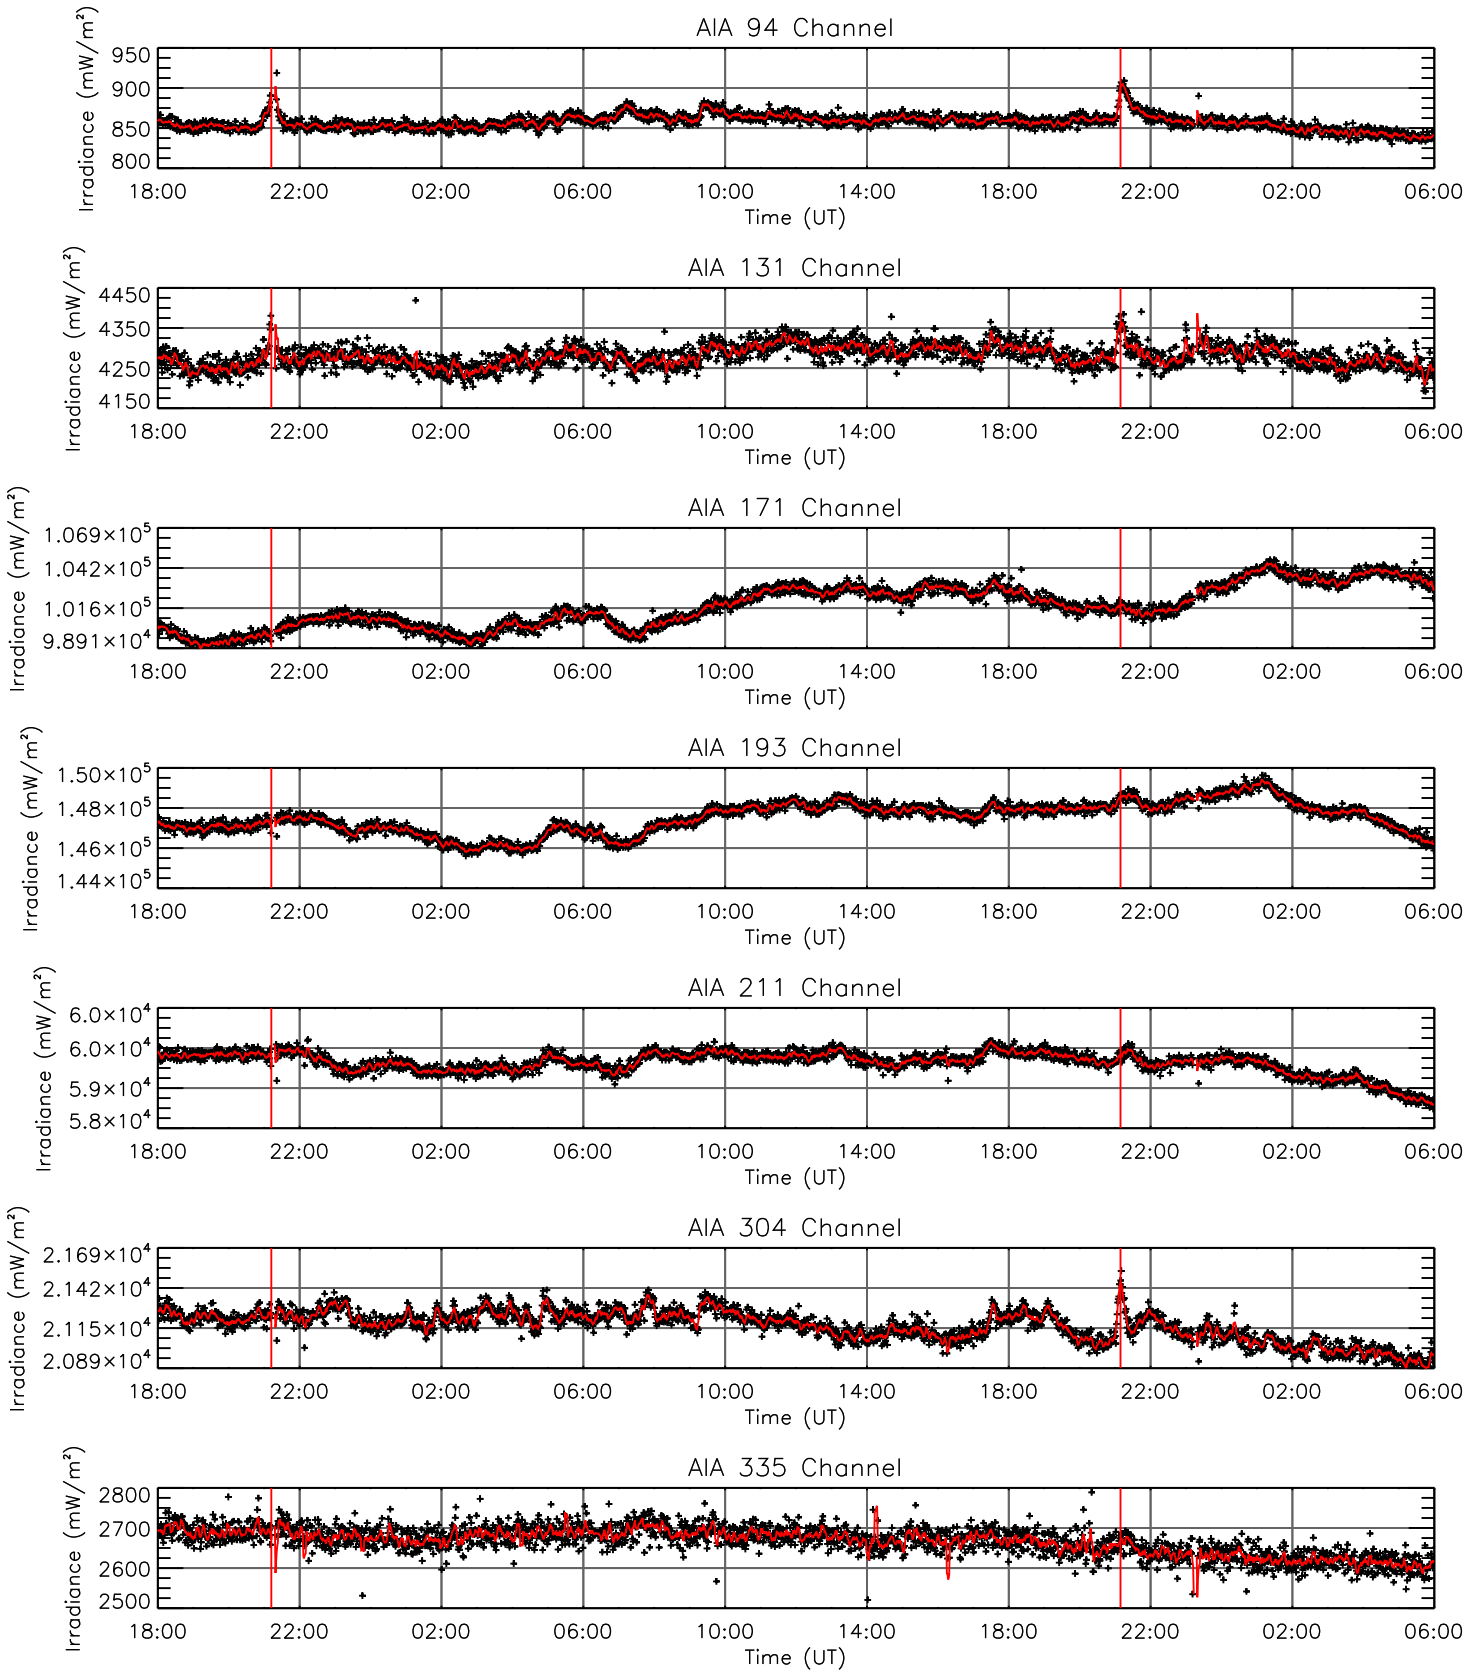 AIA 94 Channel
Irradiance (mW/m²)
950
900
850
800
18:00 22:00 02:00 06:00 10:00 14:00 18:00 22:00 02:00 06:00
Time (UT)
AIA 131 Channel
Irradiance (mW/m²)
4450
4350
4250
4150
18:00 22:00 02:00 06:00 10:00 14:00 18:00 22:00 02:00 06:00
Time (UT)
AIA 171 Channel
Irradiance (mW/m²)
1.069×10⁵
1.042×10⁵
1.016×10⁵
9.891×10⁴
18:00 22:00 02:00 06:00 10:00 14:00 18:00 22:00 02:00 06:00
Time (UT)
AIA 193 Channel
Irradiance (mW/m²)
1.50×10⁵
1.48×10⁵
1.46×10⁵
1.44×10⁵
18:00 22:00 02:00 06:00 10:00 14:00 18:00 22:00 02:00 06:00
Time (UT)
AIA 211 Channel
Irradiance (mW/m²)
6.0×10⁴
6.0×10⁴
5.9×10⁴
5.8×10⁴
18:00 22:00 02:00 06:00 10:00 14:00 18:00 22:00 02:00 06:00
Time (UT)
AIA 304 Channel
Irradiance (mW/m²)
2.169×10⁴
2.142×10⁴
2.115×10⁴
2.089×10⁴
18:00 22:00 02:00 06:00 10:00 14:00 18:00 22:00 02:00 06:00
Time (UT)
AIA 335 Channel
Irradiance (mW/m²)
2800
2700
2600
2500
18:00 22:00 02:00 06:00 10:00 14:00 18:00 22:00 02:00 06:00
Time (UT)